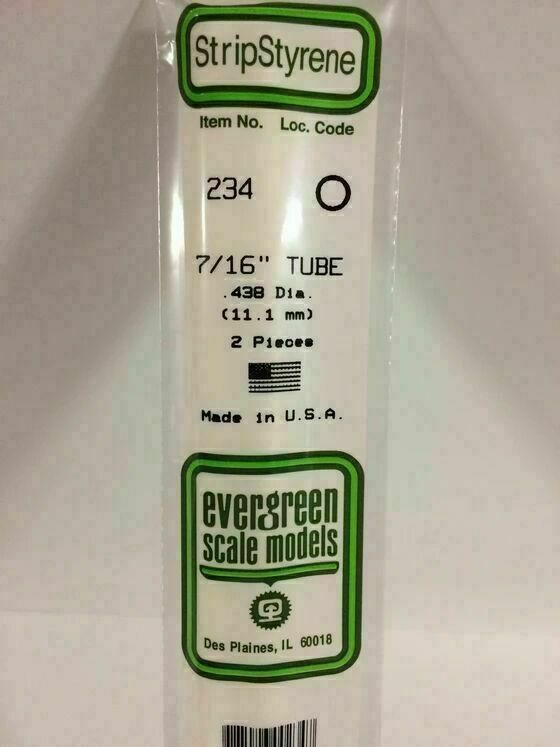 StripStyrene
Item No. Loc. Code
234
7/16" TUBE
.438 Dia.
(11.1 mm)
2 Pieces
Made in U.S.A.
evergreen
scale models
Des Plaines, IL 60018